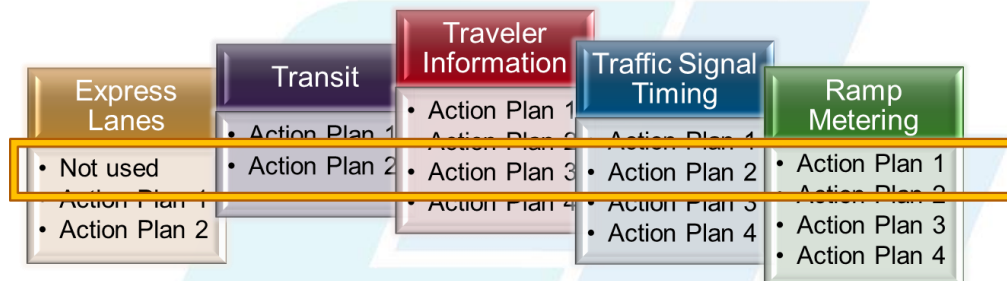 Express
Lanes
• Not used
• Action Plan 1
• Action Plan 2
Transit
• Action Plan 1
• Action Plan 2
Traveler
Information
• Action Plan 1
• Action Plan 2
• Action Plan 3
• Action Plan 4
Traffic Signal
Timing
• Action Plan 1
• Action Plan 2
• Action Plan 3
• Action Plan 4
Ramp
Metering
• Action Plan 1
• Action Plan 2
• Action Plan 3
• Action Plan 4